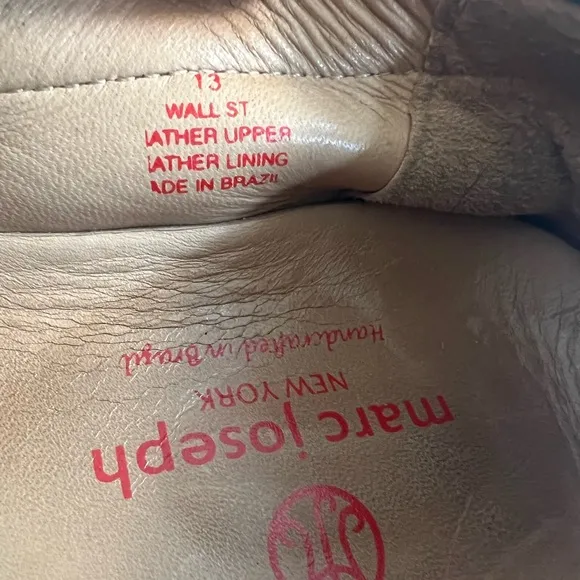 13
WALL ST
ATHER UPPER
ATHER LINING
ADE IN BRAZIL
marc joseph
NEW YORK
Handcrafted in Brazil